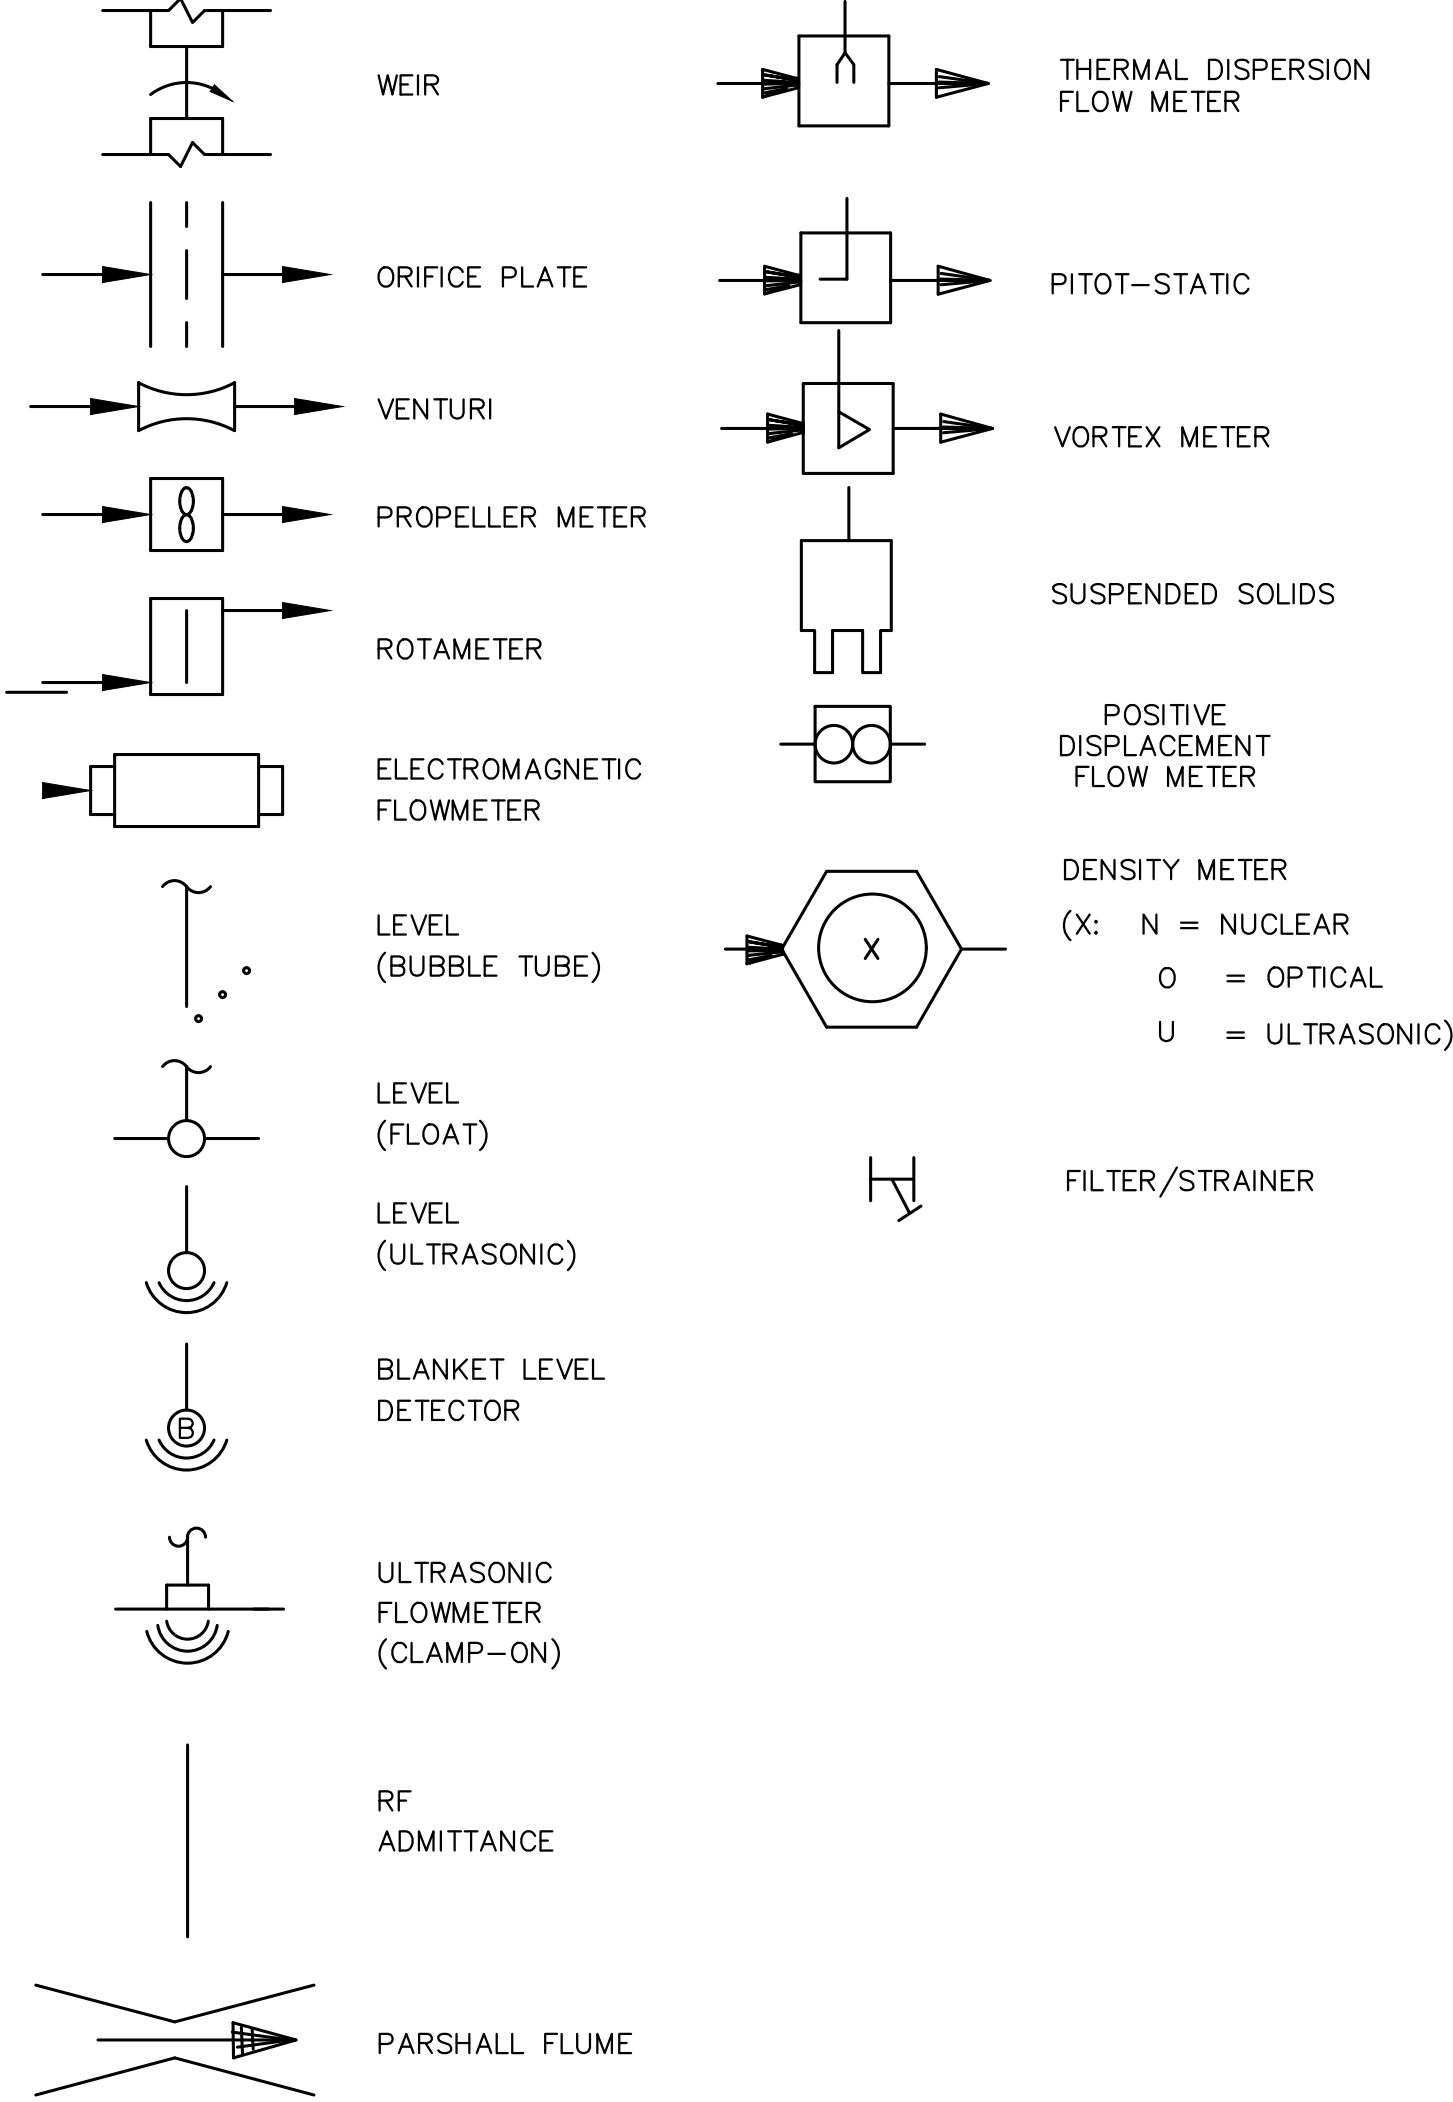 WEIR
ORIFICE PLATE
VENTURI
PROPELLER METER
ROTAMETER
ELECTROMAGNETIC
FLOWMETER
LEVEL
(BUBBLE TUBE)
LEVEL
(FLOAT)
LEVEL
(ULTRASONIC)
B
BLANKET LEVEL
DETECTOR
ULTRASONIC
FLOWMETER
(CLAMP-ON)
RF
ADMITTANCE
PARSHALL FLUME
THERMAL DISPERSION
FLOW METER
PITOT-STATIC
VORTEX METER
SUSPENDED SOLIDS
POSITIVE
DISPLACEMENT
FLOW METER
X
DENSITY METER
(X: N = NUCLEAR
O = OPTICAL
U = ULTRASONIC)
FILTER/STRAINER